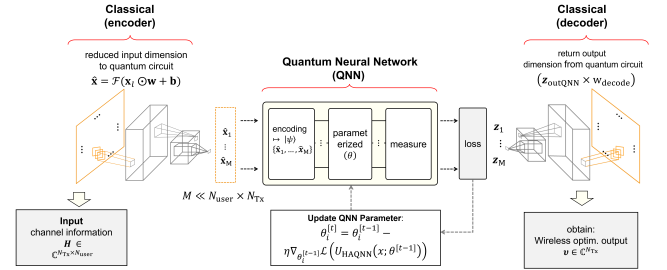 Classical
(encoder)
reduced input dimension
to quantum circuit
x̂ = ℱ(x_l ⊙w + b)
Quantum Neural Network
(QNN)
Classical
(decoder)
return output
dimension from quantum circuit
(z_outQNN × w_decode)
x̂_1
⋮
x̂_M
encoding
↦ |ψ⟩
{x̂_1, ..., x̂_M}
paramet
erized
(θ)
measure
loss
z_1
⋮
z_M
M ≪ N_user × N_Tx
Input
channel information
H ∈
ℂ^{N_Tx×N_user}
Update QNN Parameter:
θ_i^{[t]} = θ_i^{[t−1]} −
η∇_{θ_i^{[t−1]}} ℒ(U_HAQNN(x; θ^{[t−1]}))
obtain:
Wireless optim. output
v ∈ ℂ^{N_Tx}